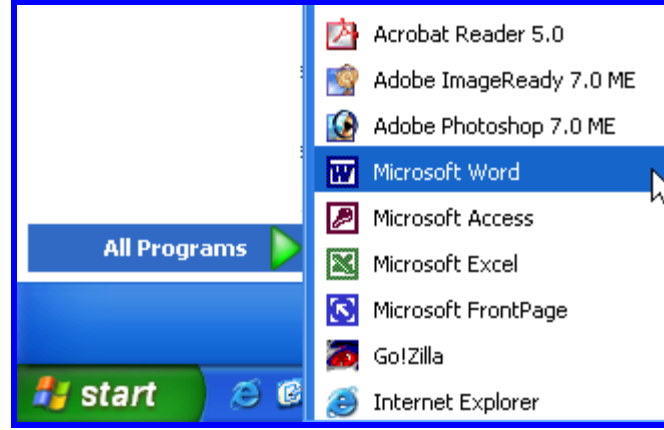 Acrobat Reader 5.0
Adobe ImageReady 7.0 ME
Adobe Photoshop 7.0 ME
Microsoft Word
Microsoft Access
Microsoft Excel
Microsoft FrontPage
Go!Zilla
Internet Explorer
All Programs
start